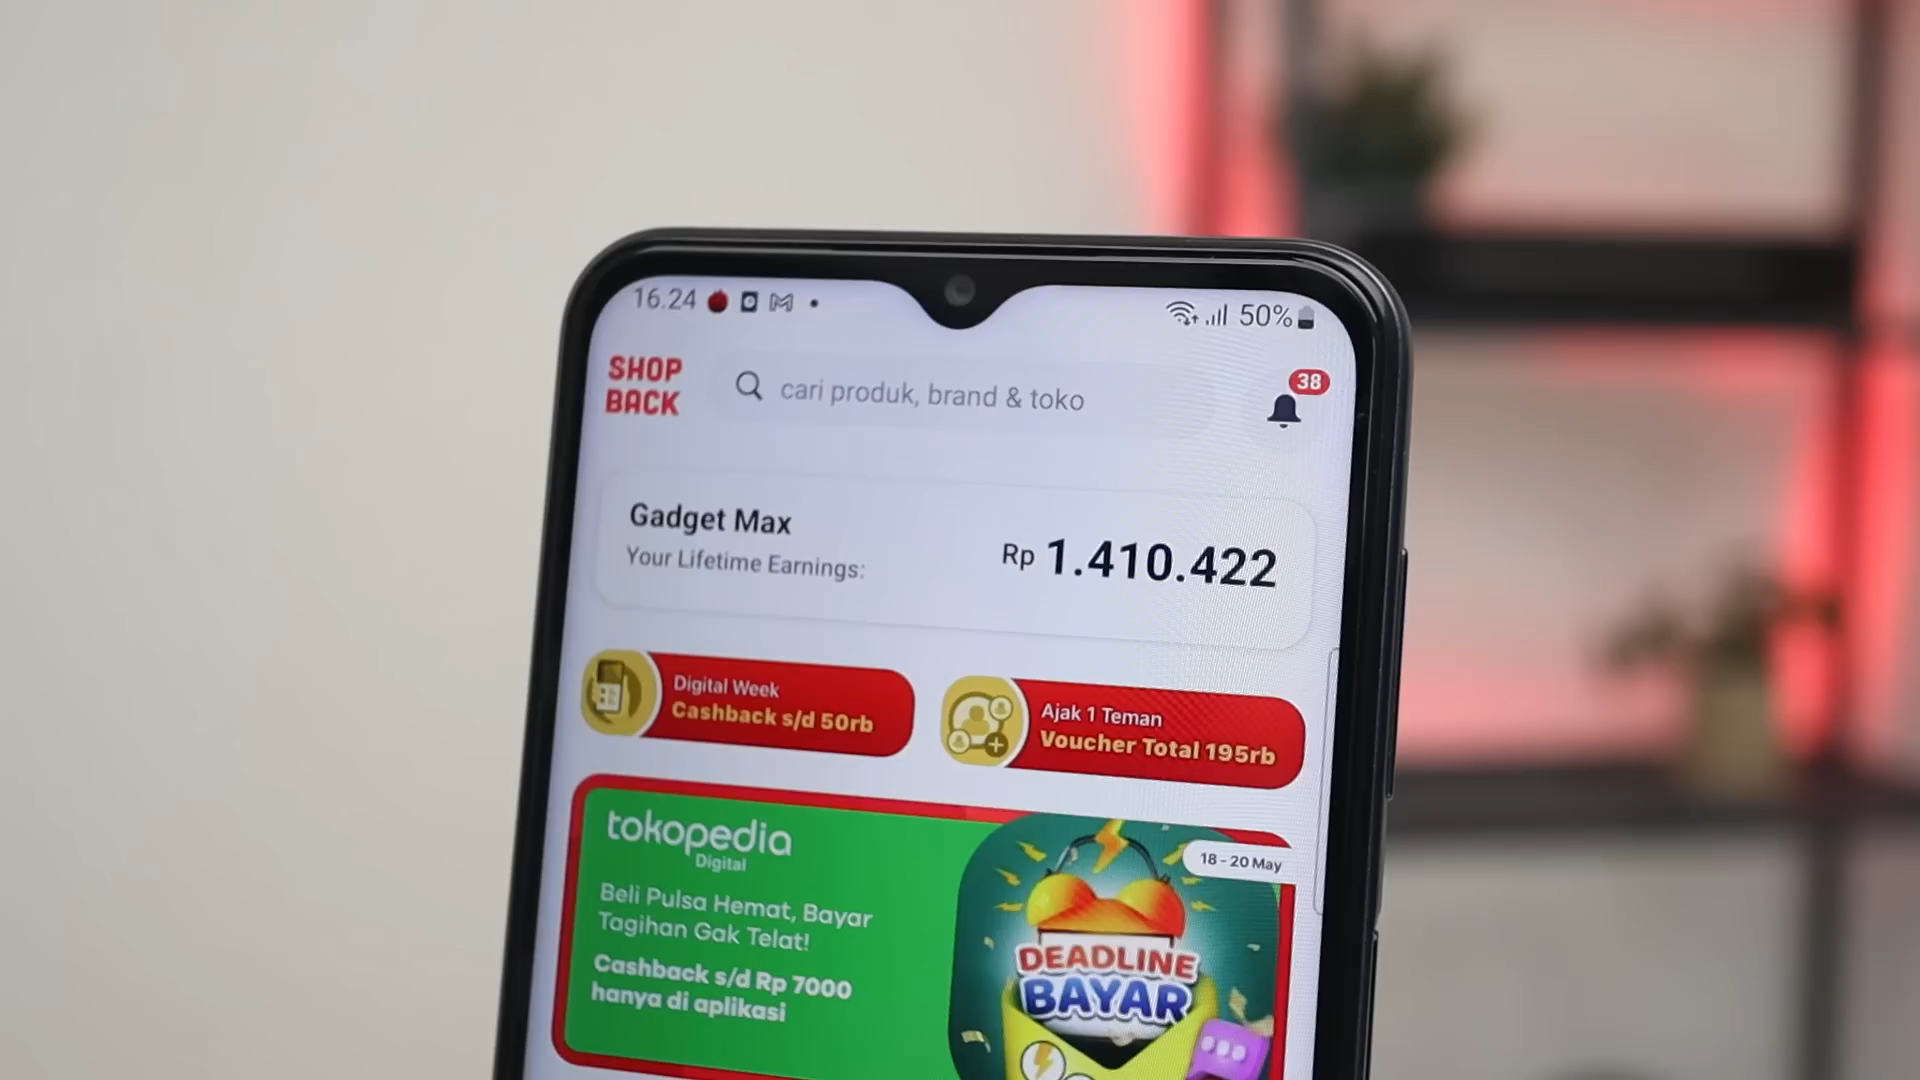 16.24
50%
SHOP
BACK
cari produk, brand & toko
38
Gadget Max
Your Lifetime Earnings:
Rp 1.410.422
Digital Week
Cashback s/d 50rb
Ajak 1 Teman
Voucher Total 195rb
tokopedia
Digital
Beli Pulsa Hemat, Bayar
Tagihan Gak Telat!
Cashback s/d Rp 7000
hanya di aplikasi
18 - 20 May
DEADLINE
BAYAR